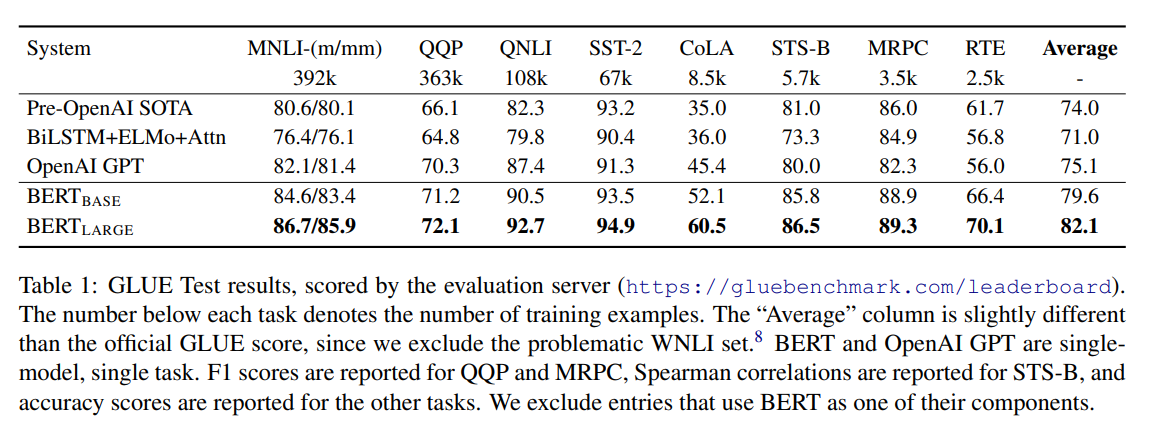 System MNLI-(m/mm) QQP QNLI SST-2 CoLA STS-B MRPC RTE Average
392k 363k 108k 67k 8.5k 5.7k 3.5k 2.5k -
Pre-OpenAI SOTA 80.6/80.1 66.1 82.3 93.2 35.0 81.0 86.0 61.7 74.0
BiLSTM+ELMo+Attn 76.4/76.1 64.8 79.8 90.4 36.0 73.3 84.9 56.8 71.0
OpenAI GPT 82.1/81.4 70.3 87.4 91.3 45.4 80.0 82.3 56.0 75.1
BERTBASE 84.6/83.4 71.2 90.5 93.5 52.1 85.8 88.9 66.4 79.6
BERTLARGE 86.7/85.9 72.1 92.7 94.9 60.5 86.5 89.3 70.1 82.1
Table 1: GLUE Test results, scored by the evaluation server (https://gluebenchmark.com/leaderboard).
The number below each task denotes the number of training examples. The “Average” column is slightly different
than the official GLUE score, since we exclude the problematic WNLI set.8 BERT and OpenAI GPT are single-
model, single task. F1 scores are reported for QQP and MRPC, Spearman correlations are reported for STS-B, and
accuracy scores are reported for the other tasks. We exclude entries that use BERT as one of their components.